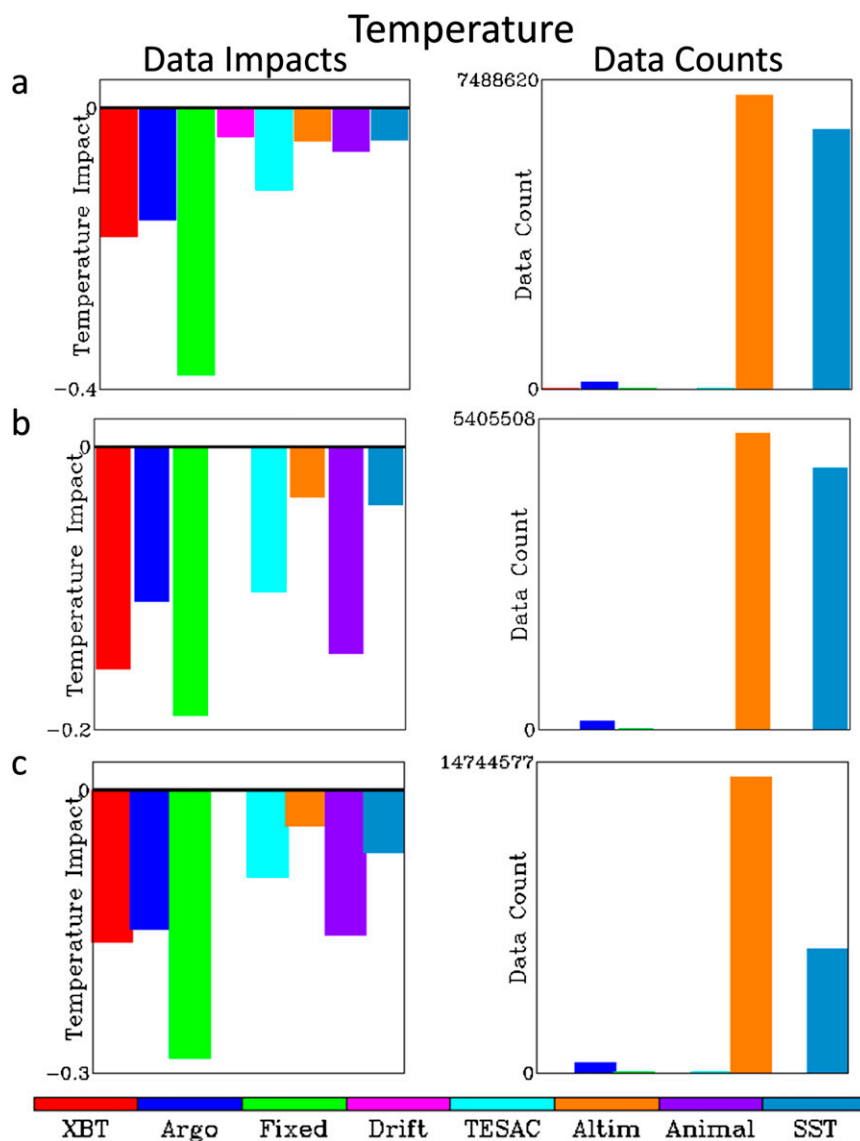 Temperature
Data Impacts Data Counts
a
0
Temperature Impact
−0.4
7488620
Data Count
0
b
0
Temperature Impact
−0.2
5405508
Data Count
0
c
0
Temperature Impact
−0.3
14744577
Data Count
0
XBT Argo Fixed Drift TESAC Altim Animal SST